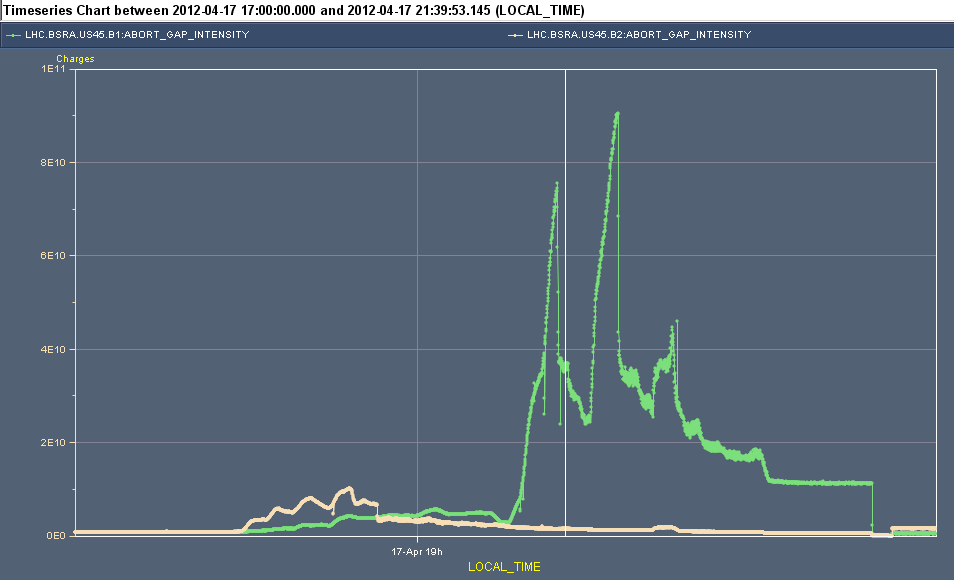 Timeseries Chart between 2012-04-17 17:00:00.000 and 2012-04-17 21:39:53.145 (LOCAL_TIME)
LHC.BSRA.US45.B1:ABORT_GAP_INTENSITY
LHC.BSRA.US45.B2:ABORT_GAP_INTENSITY
Charges
1E11
8E10
6E10
4E10
2E10
0E0
17-Apr 19h
LOCAL_TIME